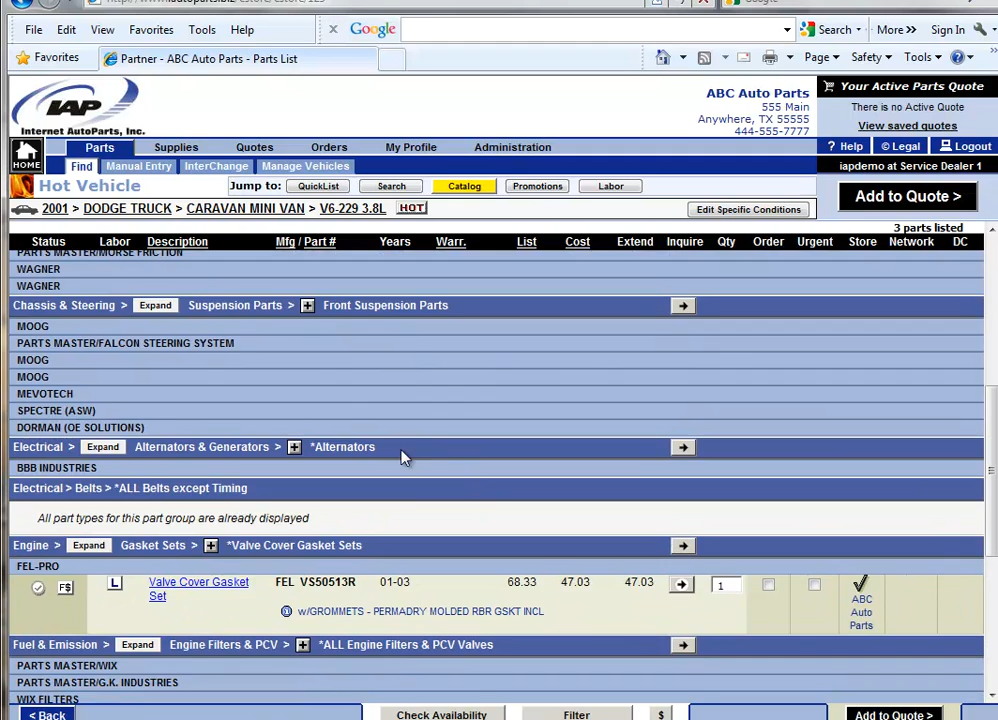 Google
File Edit View Favorites Tools Help
x Google Search More» Sign In
Favorites Partner - ABC Auto Parts - Parts List Page Safety Tools
IAP
Internet AutoParts, Inc.
ABC Auto Parts
555 Main
Anywhere, TX 55555
444-555-7777
Your Active Parts Quote
There is no Active Quote
View saved quotes
HOME
Parts Supplies Quotes Orders My Profile Administration
? Help © Legal Logout
Find Manual Entry InterChange Manage Vehicles
iapdemo at Service Dealer 1
Hot Vehicle Jump to: QuickList Search Catalog Promotions Labor
Add to Quote >
2001 > DODGE TRUCK > CARAVAN MINI VAN > V6-229 3.8L HOT Edit Specific Conditions
3 parts listed
Status Labor Description Mfg / Part # Years Warr. List Cost Extend Inquire Qty Order Urgent Store Network DC
PARTS MASTER/MORSE FRICTION
WAGNER
WAGNER
Chassis & Steering > Expand Suspension Parts > + Front Suspension Parts
MOOG
PARTS MASTER/FALCON STEERING SYSTEM
MOOG
MOOG
MEVOTECH
SPECTRE (ASW)
DORMAN (OE SOLUTIONS)
Electrical > Expand Alternators & Generators > + *Alternators
BBB INDUSTRIES
Electrical > Belts > *ALL Belts except Timing
All part types for this part group are already displayed
Engine > Expand Gasket Sets > + *Valve Cover Gasket Sets
FEL-PRO
F$ L Valve Cover Gasket Set FEL VS50513R 01-03 68.33 47.03 47.03 1
ABC Auto Parts
w/GROMMETS - PERMADRY MOLDED RBR GSKT INCL
Fuel & Emission > Expand Engine Filters & PCV > + *ALL Engine Filters & PCV Valves
PARTS MASTER/WIX
PARTS MASTER/G.K. INDUSTRIES
WIX FILTERS
< Back Check Availability Filter $ Add to Quote >